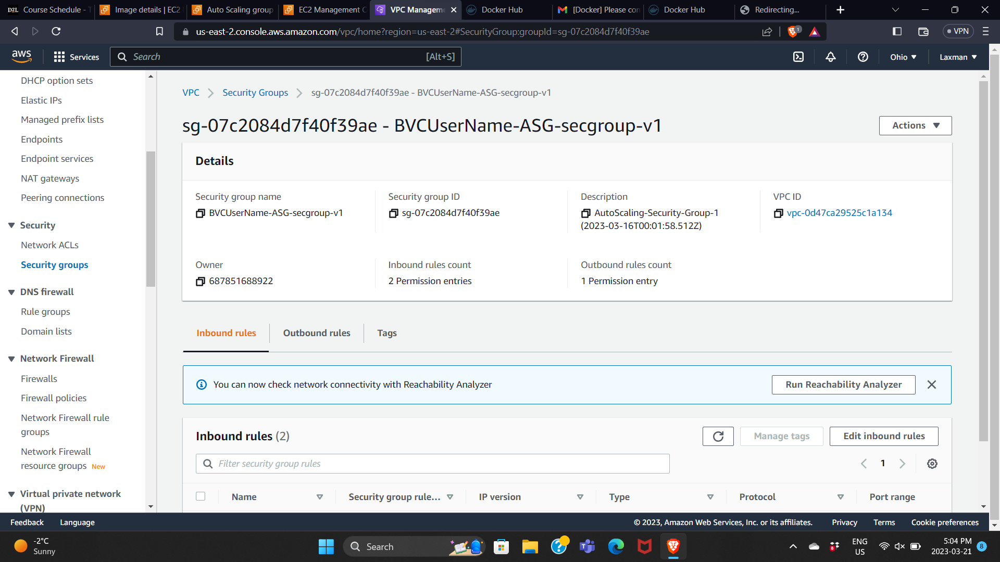 D2L Course Schedule - T
Image details | EC2
Auto Scaling group
EC2 Management C
VPC Managem
Docker Hub
[Docker] Please con
Docker Hub
Redirecting...
us-east-2.console.aws.amazon.com/vpc/home?region=us-east-2#SecurityGroup:groupId=sg-07c2084d7f40f39ae
1
VPN
aws
Services
Search
[Alt+S]
Ohio
Laxman
DHCP option sets
Elastic IPs
Managed prefix lists
Endpoints
Endpoint services
NAT gateways
Peering connections
Security
Network ACLs
Security groups
DNS firewall
Rule groups
Domain lists
Network Firewall
Firewalls
Firewall policies
Network Firewall rule
groups
Network Firewall
resource groups New
Virtual private network
(VPN)
VPC
Security Groups
sg-07c2084d7f40f39ae - BVCUserName-ASG-secgroup-v1
sg-07c2084d7f40f39ae - BVCUserName-ASG-secgroup-v1
Actions
Details
Security group name
BVCUserName-ASG-secgroup-v1
Security group ID
sg-07c2084d7f40f39ae
Description
AutoScaling-Security-Group-1
(2023-03-16T00:01:58.512Z)
VPC ID
vpc-0d47ca29525c1a134
Owner
687851688922
Inbound rules count
2 Permission entries
Outbound rules count
1 Permission entry
Inbound rules
Outbound rules
Tags
You can now check network connectivity with Reachability Analyzer
Run Reachability Analyzer
Inbound rules (2)
Manage tags
Edit inbound rules
Filter security group rules
1
Name
Security group rule...
IP version
Type
Protocol
Port range
Feedback
Language
© 2023, Amazon Web Services, Inc. or its affiliates.
Privacy
Terms
Cookie preferences
-2°C
Sunny
Search
8
ENG
US
5:04 PM
2023-03-21
8